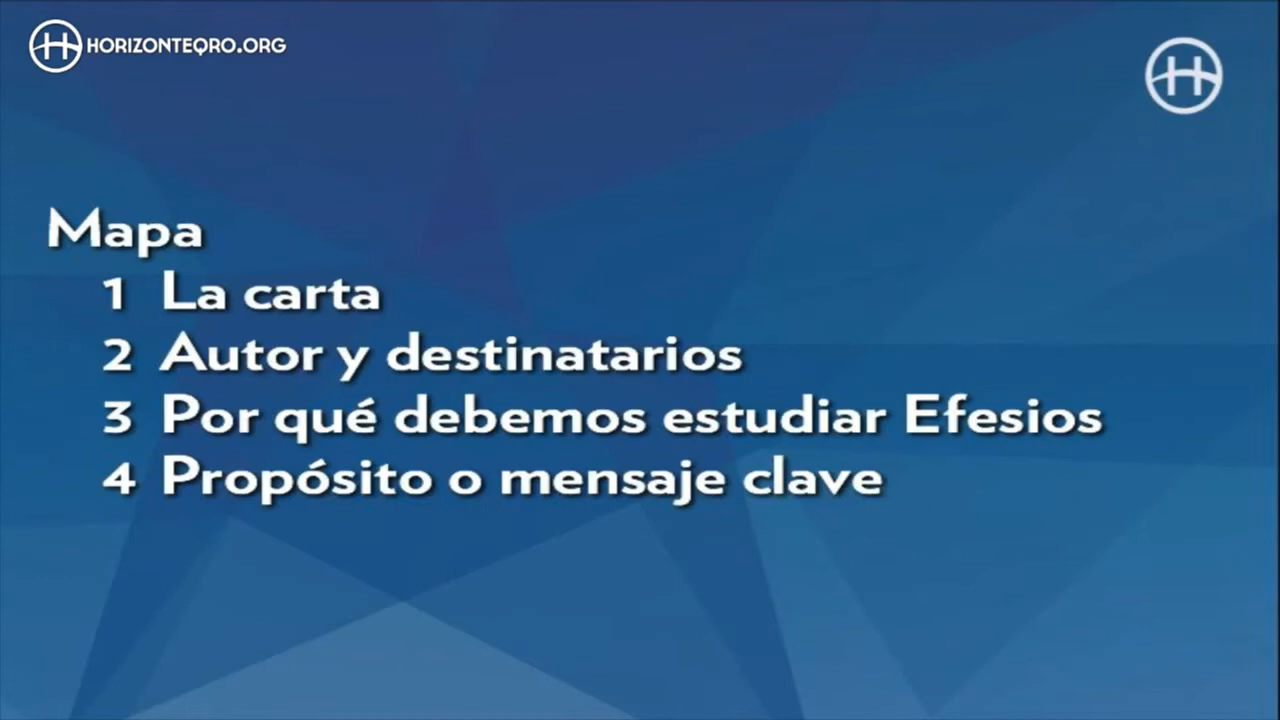 HORIZONTEQRO.ORG
Mapa
1 La carta
2 Autor y destinatarios
3 Por qué debemos estudiar Efesios
4 Propósito o mensaje clave